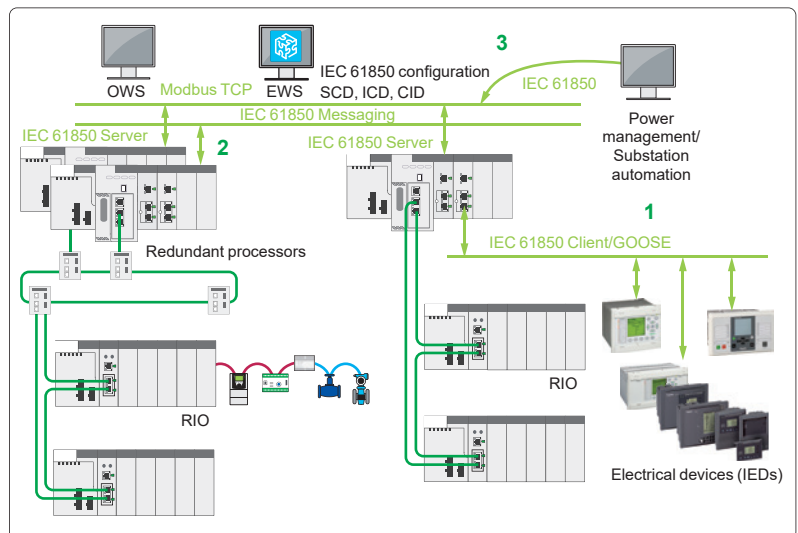 3
IEC 61850 configuration
SCD, ICD, CID
OWS
EWS
Modbus TCP
IEC 61850
IEC 61850 Messaging
Power
management/
Substation
automation
IEC 61850 Server
2
IEC 61850 Server
1
Redundant processors
IEC 61850 Client/GOOSE
RIO
RIO
Electrical devices (IEDs)